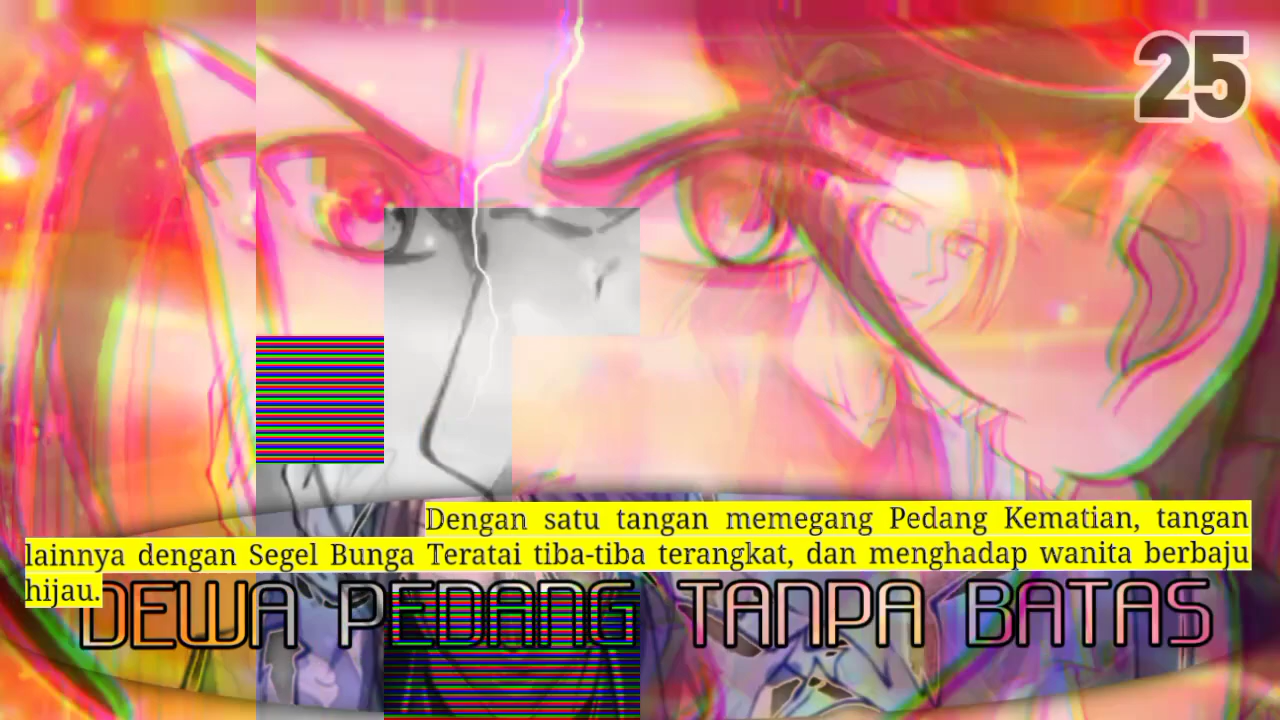 25
Dengan satu tangan memegang Pedang Kematian, tangan
lainnya dengan Segel Bunga Teratai tiba-tiba terangkat, dan menghadap wanita berbaju
hijau.
DEWA PEDANG TANPA BATAS